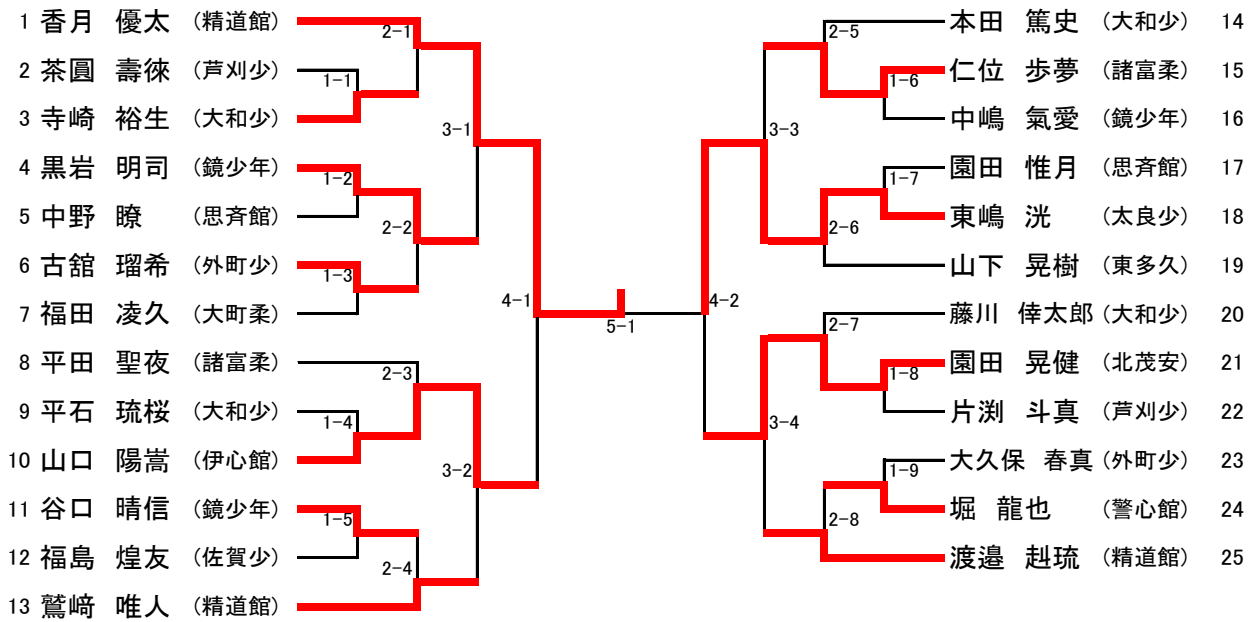 1 香月 優太 (精道館)
2 茶圓 壽徠 (芦刈少)
3 寺崎 裕生 (大和少)
4 黒岩 明司 (鏡少年)
5 中野 瞭 (思斉館)
6 古舘 瑠希 (外町少)
7 福田 凌久 (大町柔)
8 平田 聖夜 (諸富柔)
9 平石 琉桜 (大和少)
10 山口 陽嵩 (伊心館)
11 谷口 晴信 (鏡少年)
12 福島 煌友 (佐賀少)
13 鷲﨑 唯人 (精道館)
2-1
1-1
3-1
1-2
2-2
1-3
4-1
2-3
1-4
3-2
1-5
2-4
5-1
2-5
1-6
3-3
1-7
2-6
4-2
2-7
1-8
3-4
1-9
2-8
本田 篤史 (大和少) 14
仁位 歩夢 (諸富柔) 15
中嶋 氣愛 (鏡少年) 16
園田 惟月 (思斉館) 17
東嶋 洸 (太良少) 18
山下 晃樹 (東多久) 19
藤川 倖太郎 (大和少) 20
園田 晃健 (北茂安) 21
片渕 斗真 (芦刈少) 22
大久保 春真 (外町少) 23
堀 龍也 (警心館) 24
渡邉 赳琉 (精道館) 25